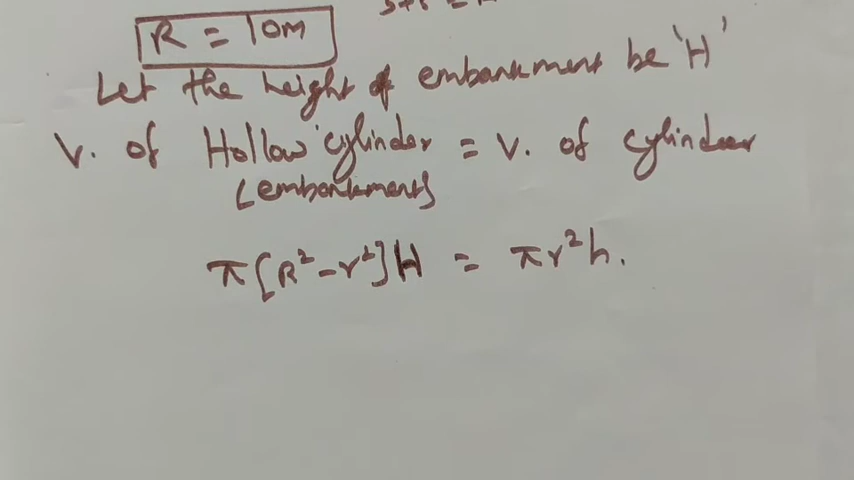 R = 10m
Let the height of embankment be 'H'
V. of Hollow cylinder = V. of cylinder
(embankment)
π[R²-r²]H = πr²h.